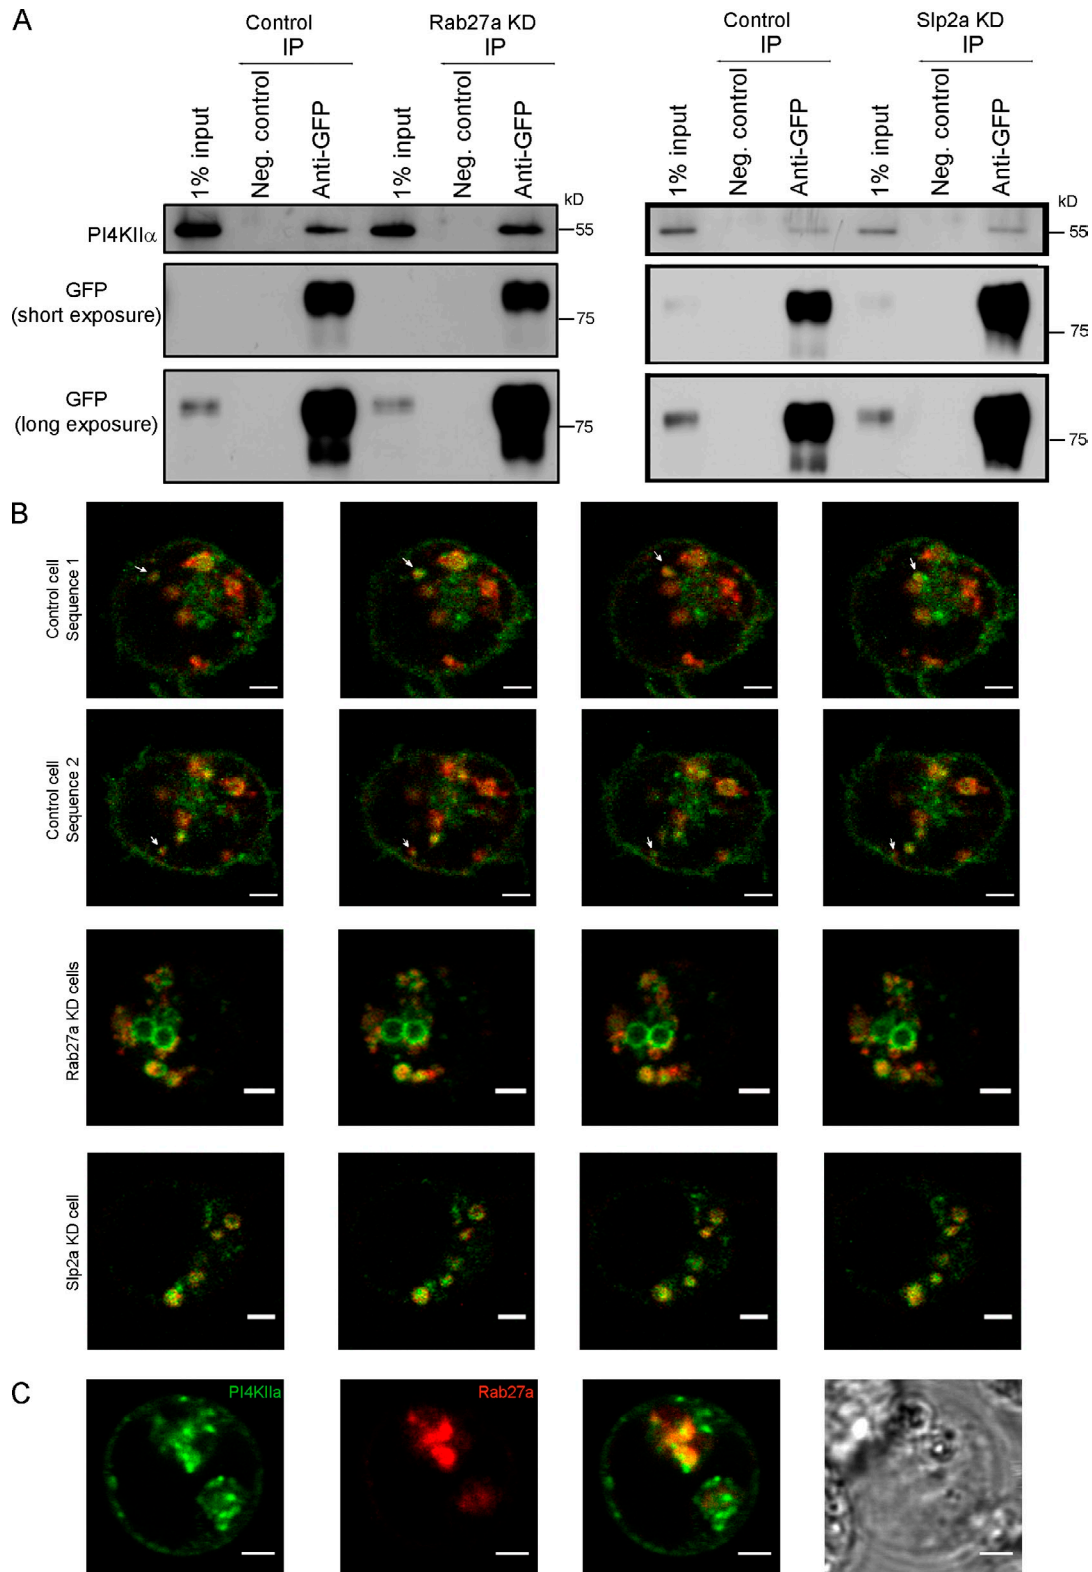 A
Control
IP
Rab27a KD
IP
Control
IP
Slp2a KD
IP
1% input
Neg. control
Anti-GFP
1% input
Neg. control
Anti-GFP
1% input
Neg. control
Anti-GFP
1% input
Neg. control
Anti-GFP
kD
kD
PI4KIIα
55
55
GFP
(short exposure)
75
75
GFP
(long exposure)
75
75
B
Control cell
Sequence 1
Control cell
Sequence 2
Rab27a KD cells
Slp2a KD cell
C
PI4KIIa
Rab27a